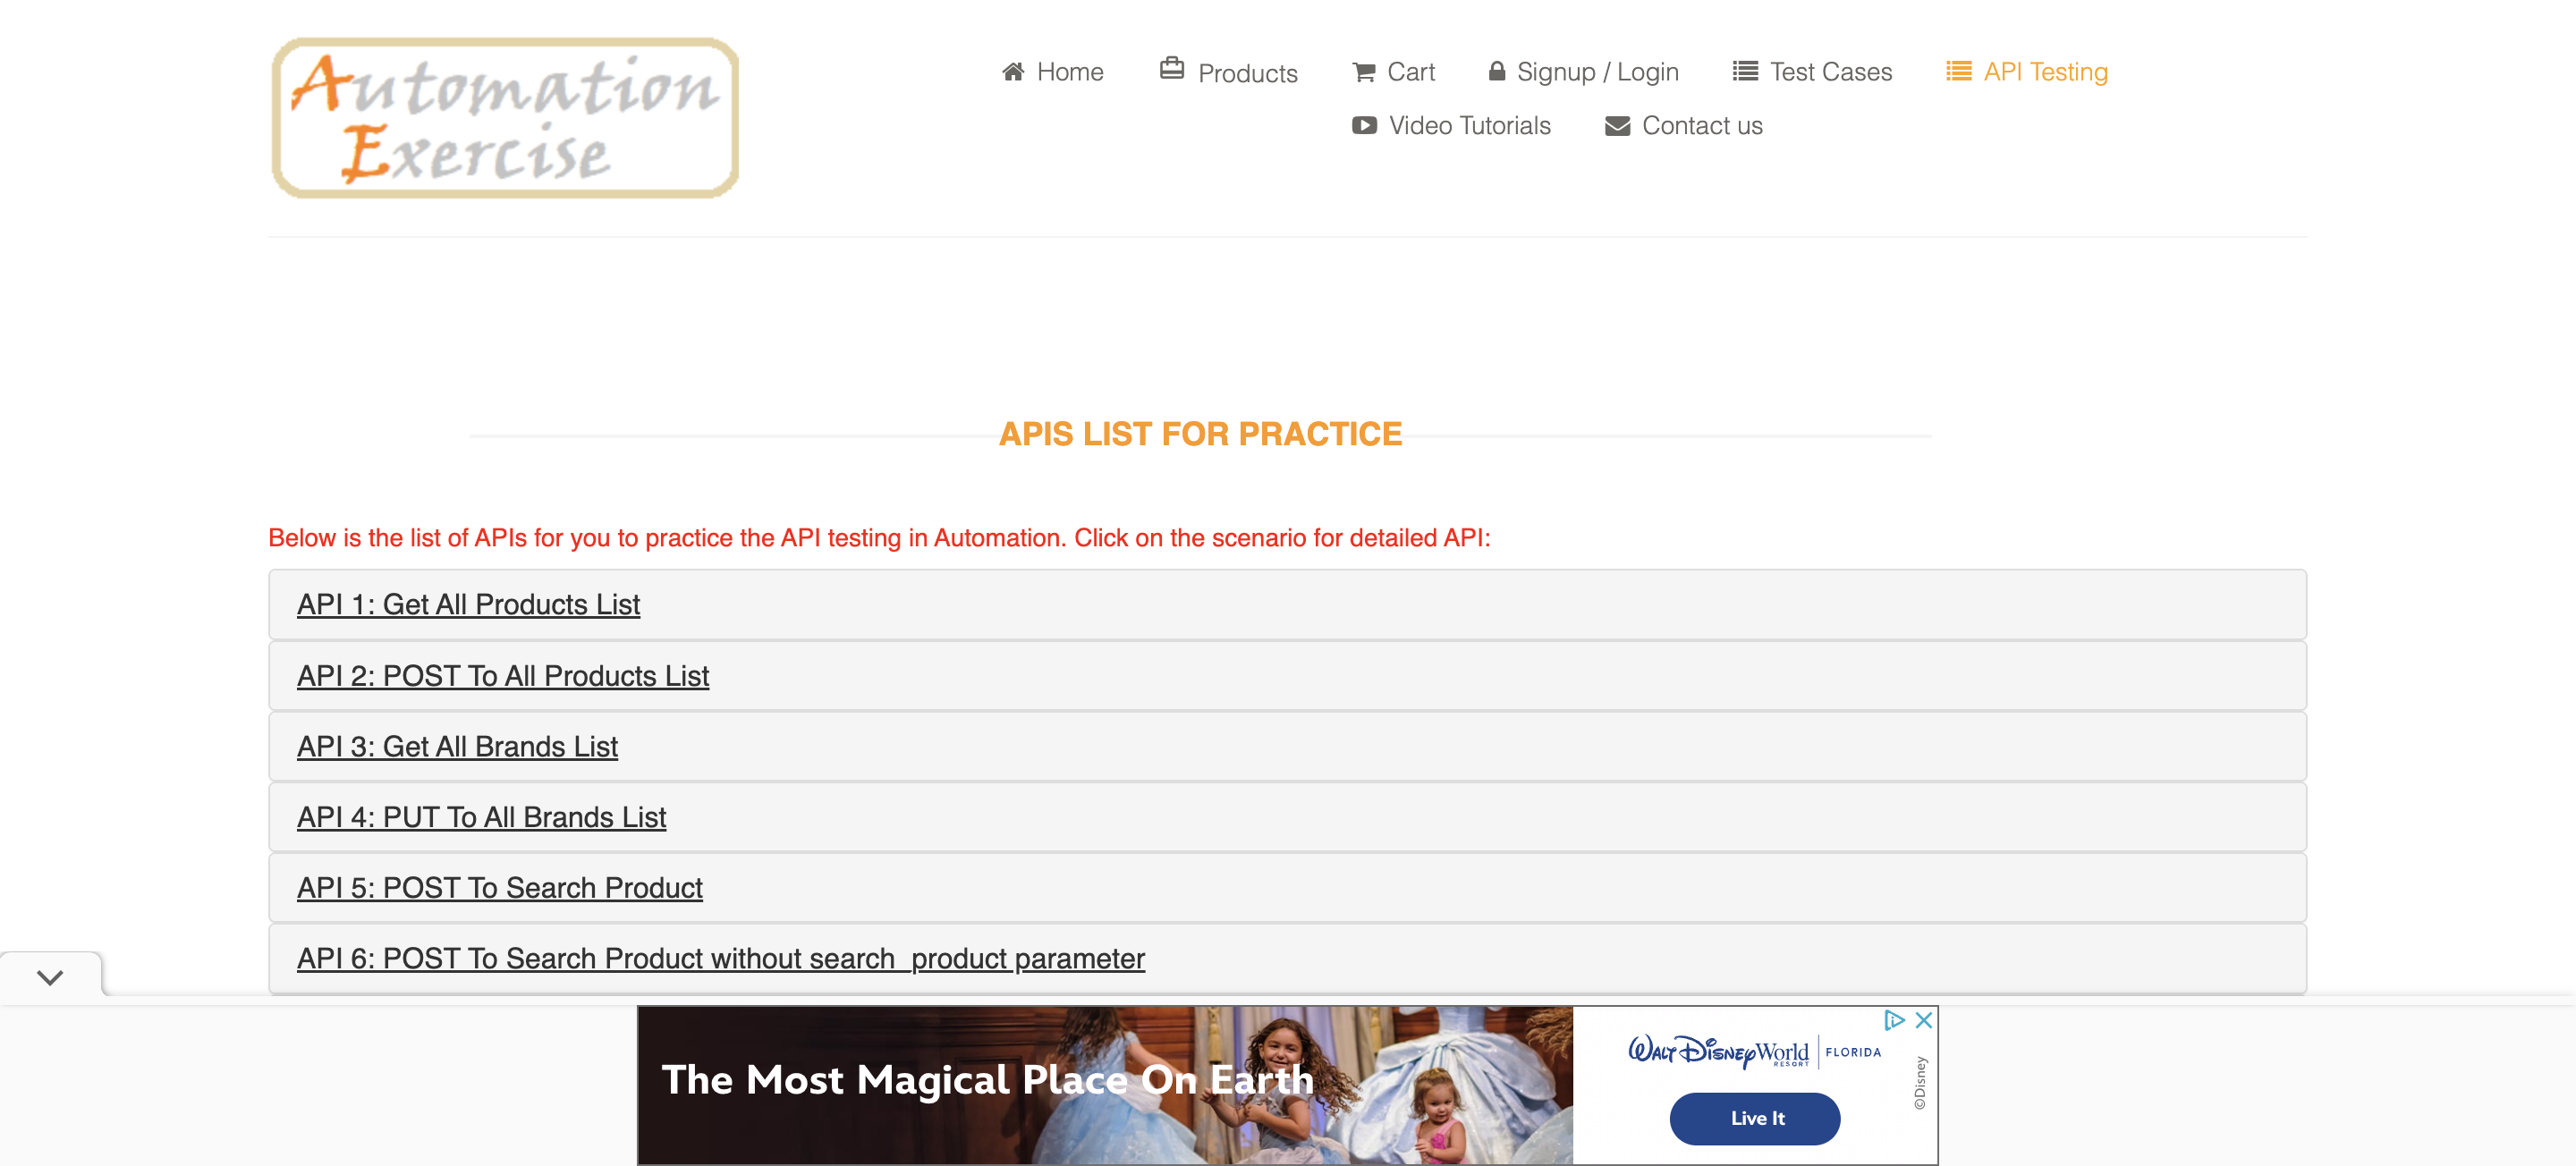 Automation
Exercise
Home
Products
Cart
Signup / Login
Test Cases
API Testing
Video Tutorials
Contact us
APIS LIST FOR PRACTICE
Below is the list of APIs for you to practice the API testing in Automation. Click on the scenario for detailed API:
API 1: Get All Products List
API 2: POST To All Products List
API 3: Get All Brands List
API 4: PUT To All Brands List
API 5: POST To Search Product
API 6: POST To Search Product without search_product parameter
The Most Magical Place On Earth
Walt Disney World
RESORT
FLORIDA
Live It
©Disney